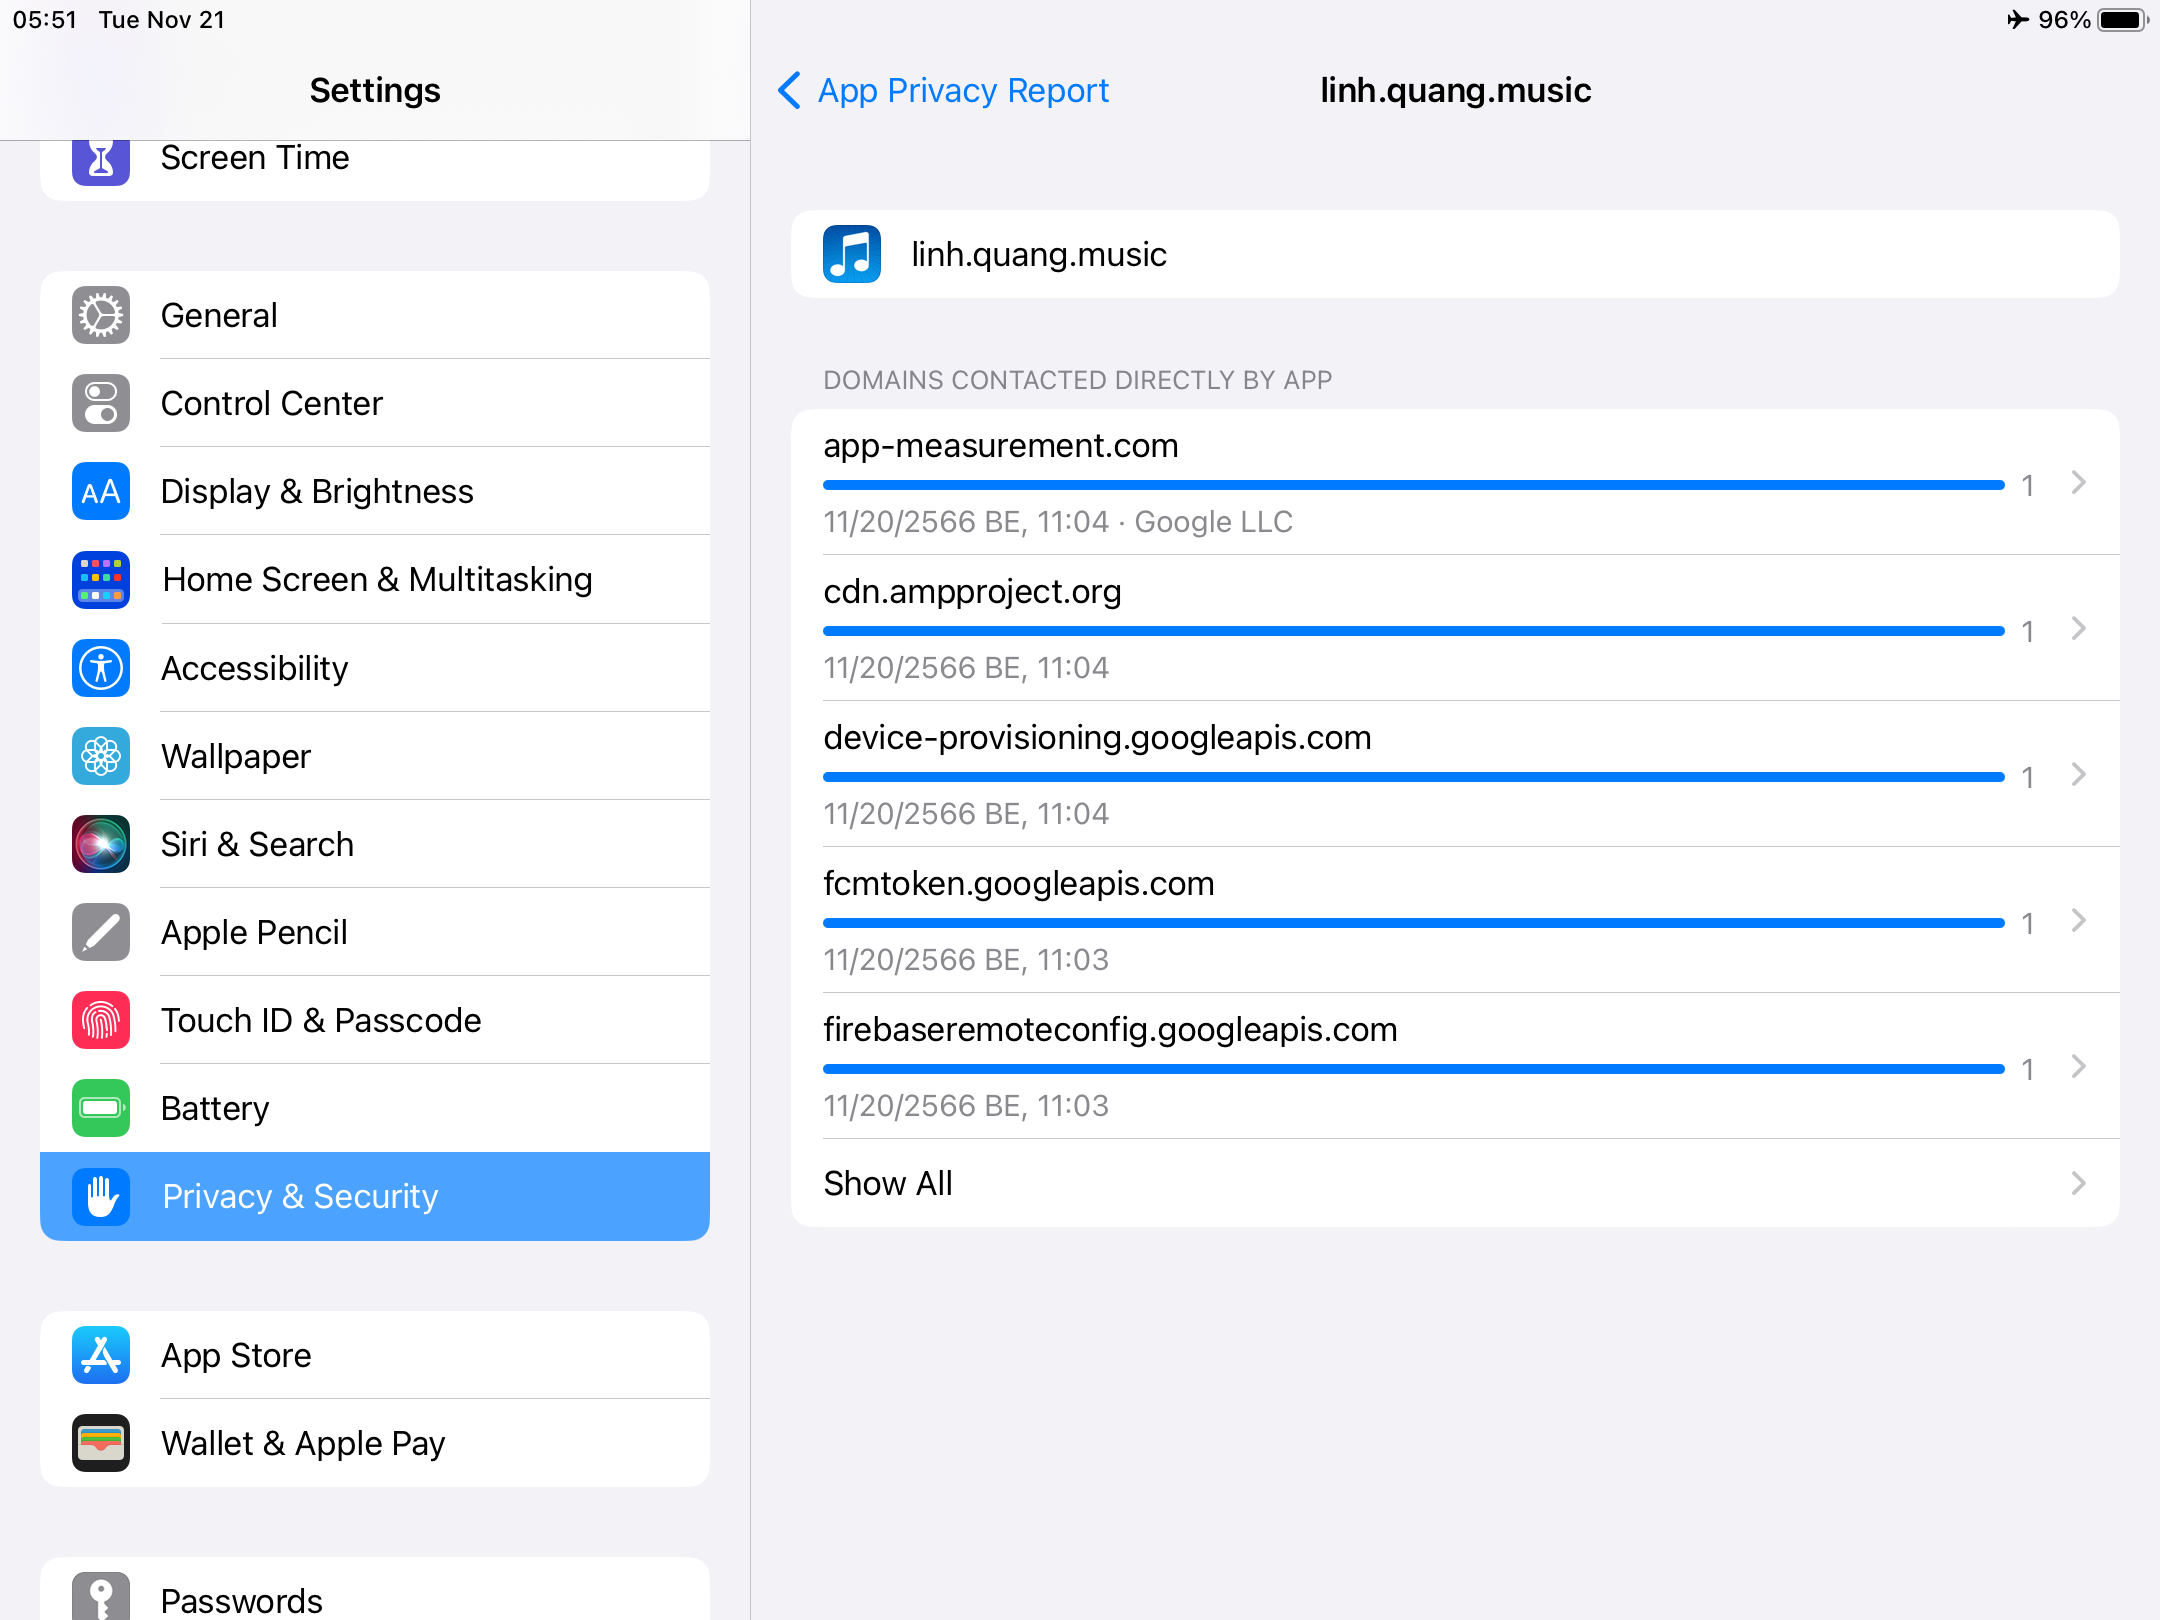 05:51 Tue Nov 21
96%
Settings
Screen Time
General
Control Center
AA Display & Brightness
Home Screen & Multitasking
Accessibility
Wallpaper
Siri & Search
Apple Pencil
Touch ID & Passcode
Battery
Privacy & Security
App Store
Wallet & Apple Pay
Passwords
App Privacy Report
linh.quang.music
linh.quang.music
DOMAINS CONTACTED DIRECTLY BY APP
app-measurement.com
1
11/20/2566 BE, 11:04 · Google LLC
cdn.ampproject.org
1
11/20/2566 BE, 11:04
device-provisioning.googleapis.com
1
11/20/2566 BE, 11:04
fcmtoken.googleapis.com
1
11/20/2566 BE, 11:03
firebaseremoteconfig.googleapis.com
1
11/20/2566 BE, 11:03
Show All